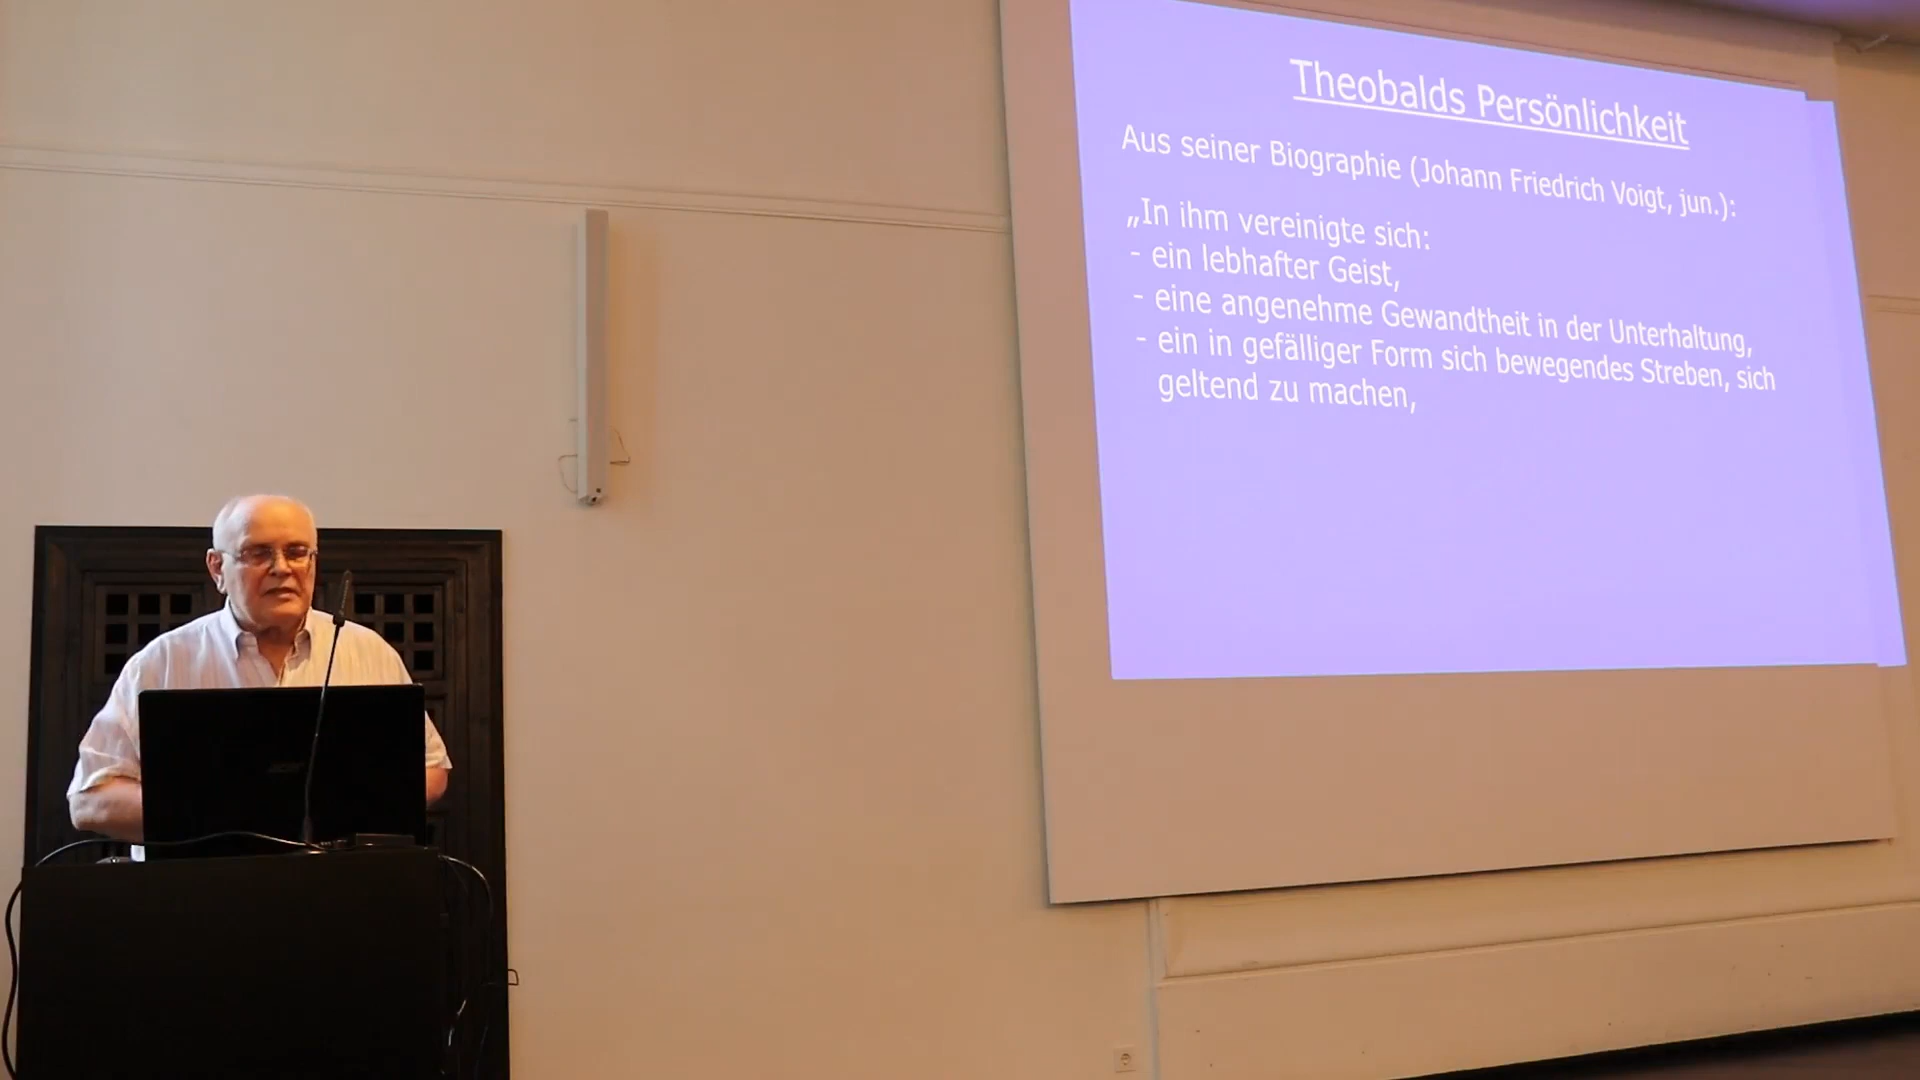 Theobalds Persönlichkeit
Aus seiner Biographie (Johann Friedrich Voigt, jun.):
„In ihm vereinigte sich:
- ein lebhafter Geist,
- eine angenehme Gewandtheit in der Unterhaltung,
- ein in gefälliger Form sich bewegendes Streben, sich
geltend zu machen,
acer